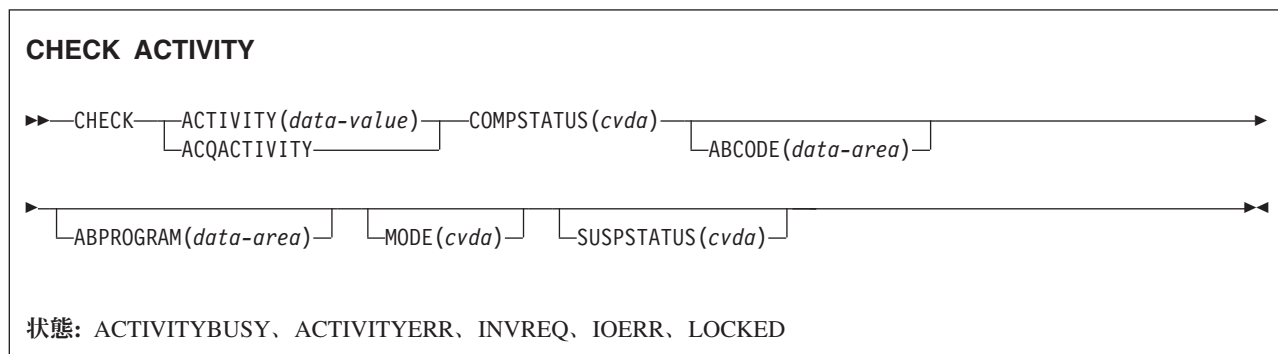 CHECK ACTIVITY
CHECK ACTIVITY(data-value) COMPSTATUS(cvda)
ACQACTIVITY ABCODE(data-area)
ABPROGRAM(data-area) MODE(cvda) SUSPSTATUS(cvda)
状態: ACTIVITYBUSY、ACTIVITYERR、INVREQ、IOERR、LOCKED